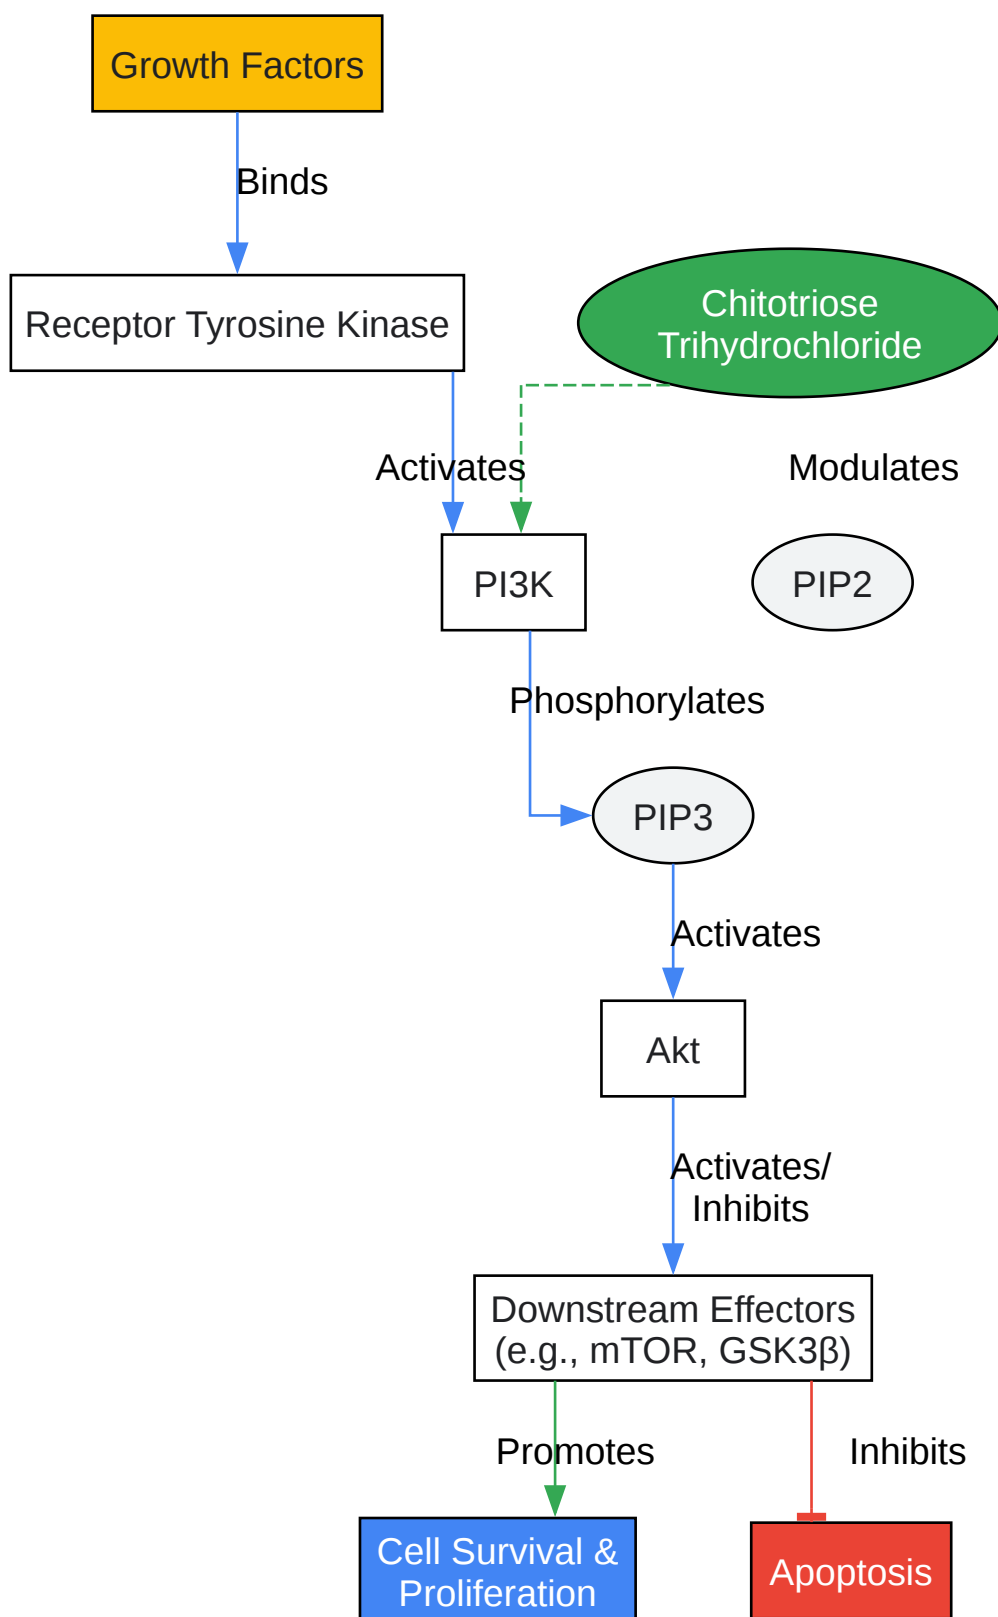 Growth Factors
Binds
Receptor Tyrosine Kinase
Chitotriose
Trihydrochloride
Activates
Modulates
PI3K
PIP2
Phosphorylates
PIP3
Activates
Akt
Activates/
Inhibits
Downstream Effectors
(e.g., mTOR, GSK3β)
Promotes
Inhibits
Cell Survival &
Proliferation
Apoptosis